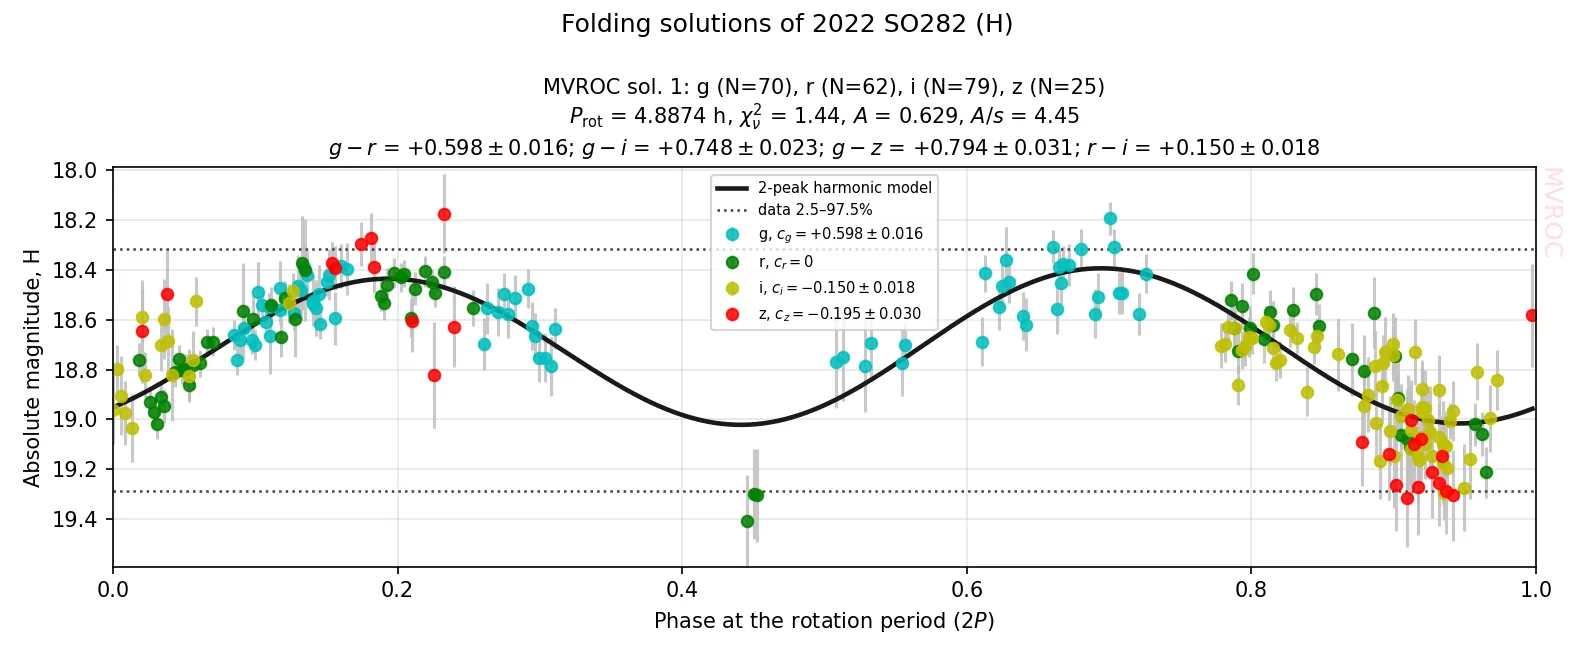 Folding solutions of 2022 SO282 (H)
MVROC sol. 1: g (N=70), r (N=62), i (N=79), z (N=25)
P_rot = 4.8874 h, χ²_ν = 1.44, A = 0.629, A/s = 4.45
g − r = +0.598 ± 0.016; g − i = +0.748 ± 0.023; g − z = +0.794 ± 0.031; r − i = +0.150 ± 0.018
MVROC
2-peak harmonic model
data 2.5–97.5%
g, c_g = +0.598 ± 0.016
r, c_r = 0
i, c_i = −0.150 ± 0.018
z, c_z = −0.195 ± 0.030
Absolute magnitude, H
18.0
18.2
18.4
18.6
18.8
19.0
19.2
19.4
0.0 0.2 0.4 0.6 0.8 1.0
Phase at the rotation period (2P)